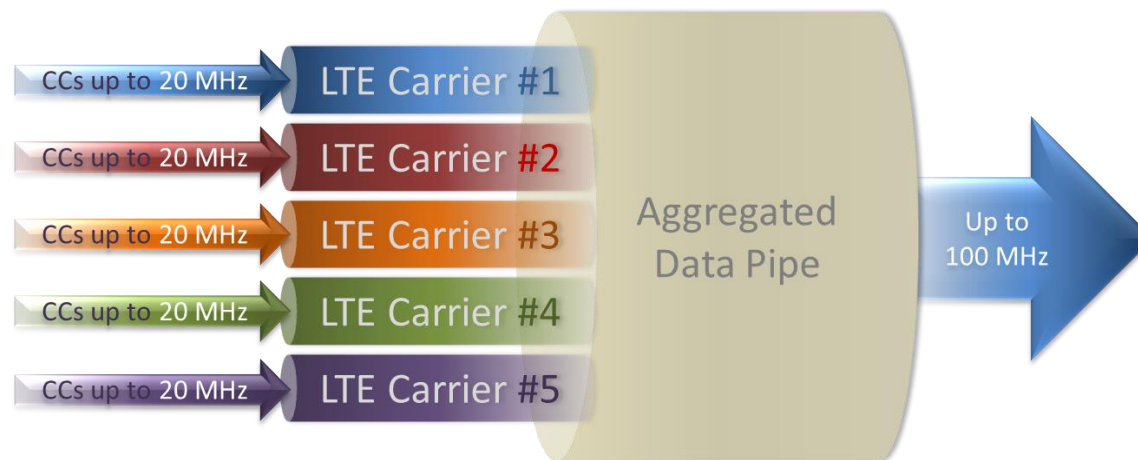 CCs up to 20 MHz
LTE Carrier #1
CCs up to 20 MHz
LTE Carrier #2
CCs up to 20 MHz
LTE Carrier #3
CCs up to 20 MHz
LTE Carrier #4
CCs up to 20 MHz
LTE Carrier #5
Aggregated
Data Pipe
Up to
100 MHz